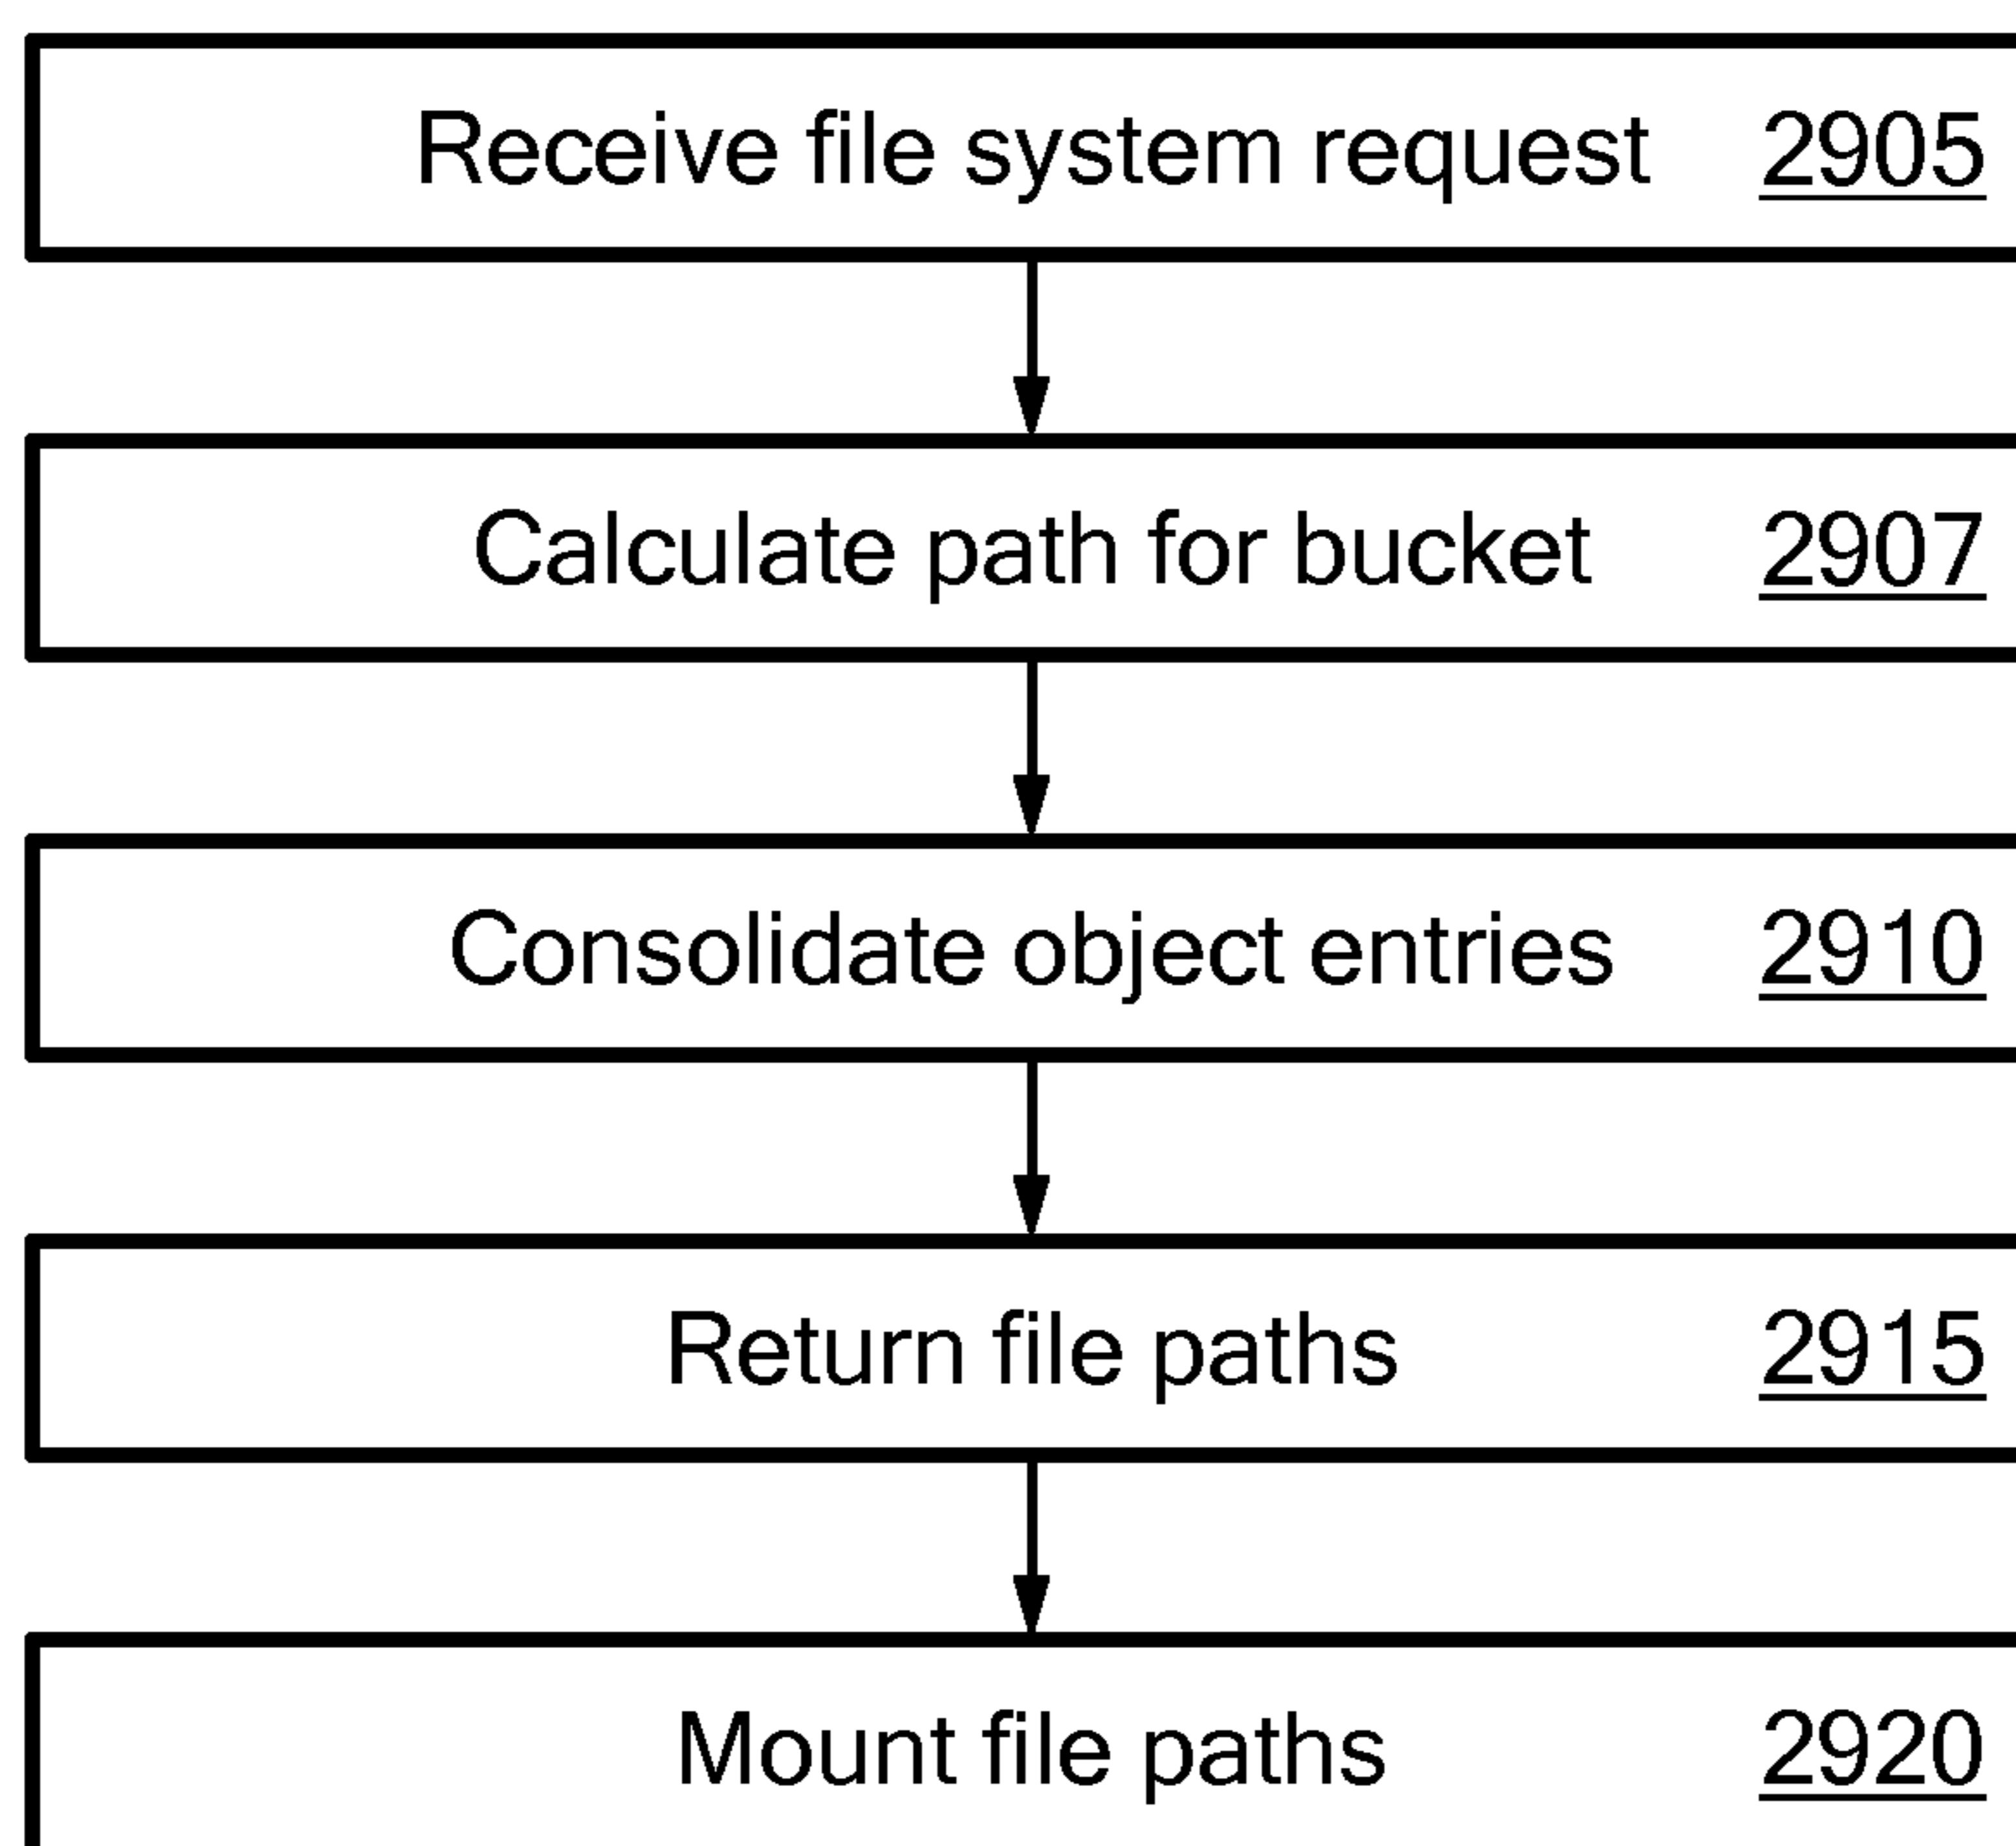 Receive file system request 2905
Calculate path for bucket 2907
Consolidate object entries 2910
Return file paths 2915
Mount file paths 2920